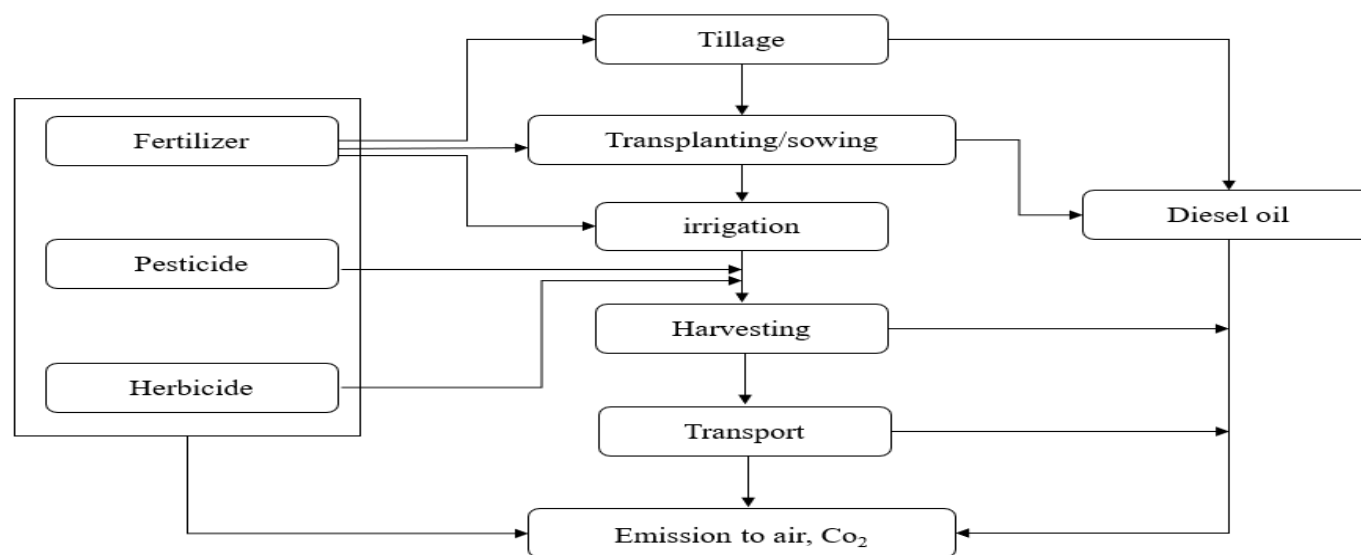 Tillage
Fertilizer
Transplanting/sowing
Diesel oil
irrigation
Pesticide
Harvesting
Herbicide
Transport
Emission to air, Co₂